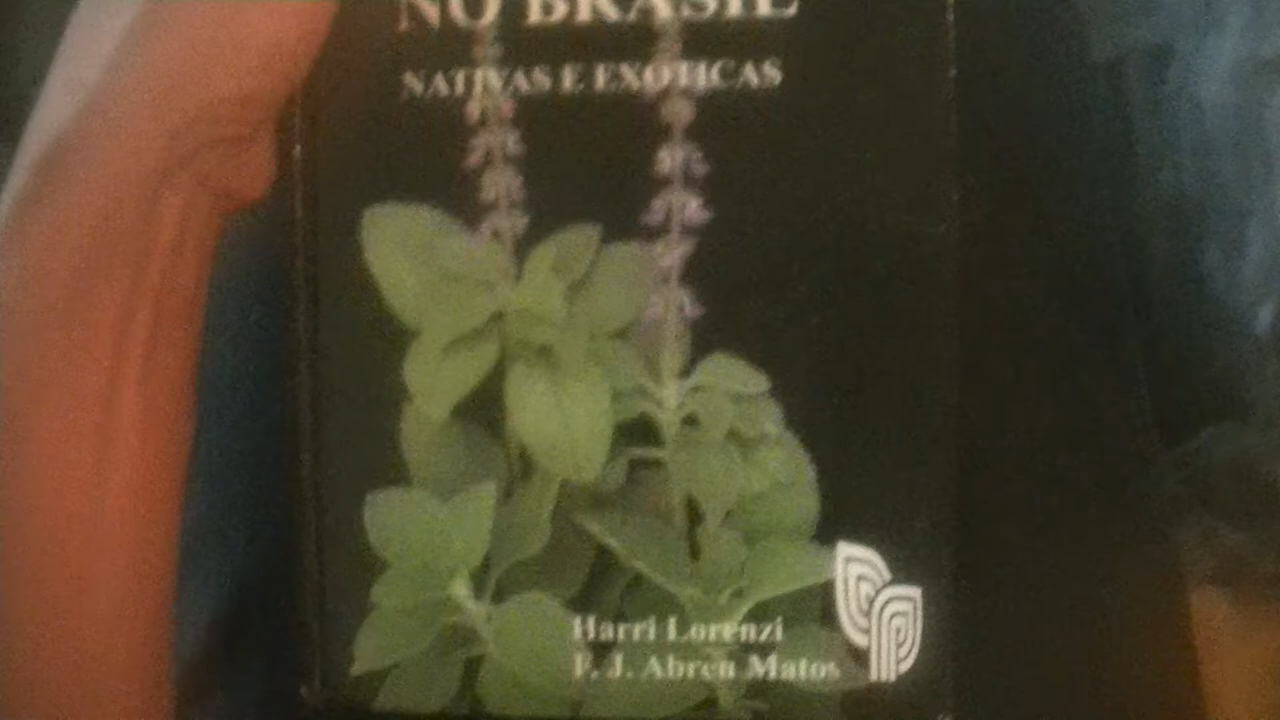 NO BRASIL
NATIVAS E EXÓTICAS
Harri Lorenzi
F. J. Abreu Matos